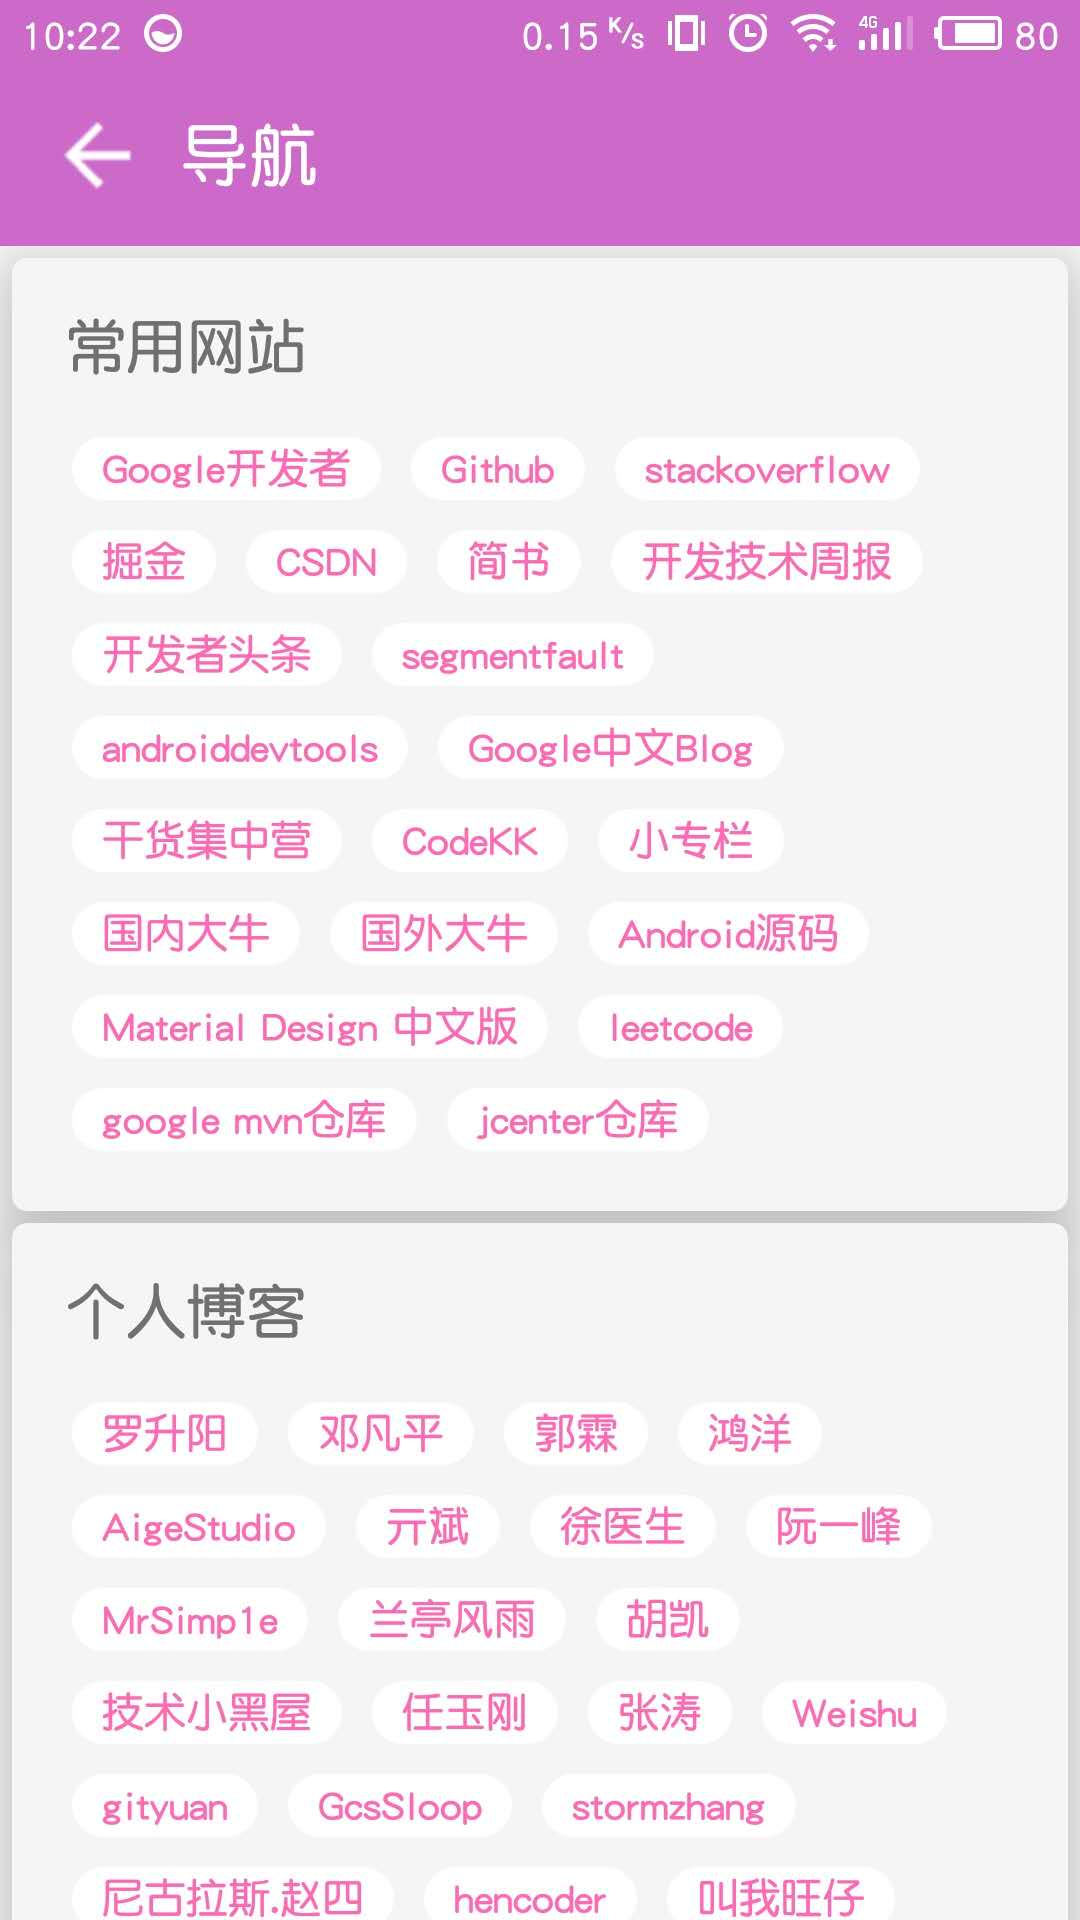 10:22 0.15 K/s 4G 80
导航
常用网站
Google开发者 Github stackoverflow
掘金 CSDN 简书 开发技术周报
开发者头条 segmentfault
androiddevtools Google中文Blog
干货集中营 CodeKK 小专栏
国内大牛 国外大牛 Android源码
Material Design 中文版 leetcode
google mvn仓库 jcenter仓库
个人博客
罗升阳 邓凡平 郭霖 鸿洋
AigeStudio 亓斌 徐医生 阮一峰
MrSimp1e 兰亭风雨 胡凯
技术小黑屋 任玉刚 张涛 Weishu
gityuan GcsSloop stormzhang
尼古拉斯.赵四 hencoder 叫我旺仔